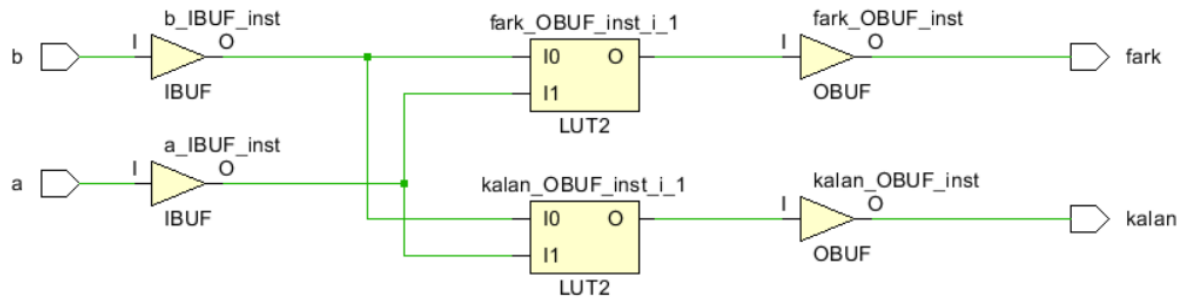 b_IBUF_inst
fark_OBUF_inst_i_1
fark_OBUF_inst
b
I
O
I0
O
I
O
fark
IBUF
I1
OBUF
LUT2
a_IBUF_inst
a
I
O
kalan_OBUF_inst_i_1
kalan_OBUF_inst
IBUF
I0
O
I
O
kalan
I1
OBUF
LUT2